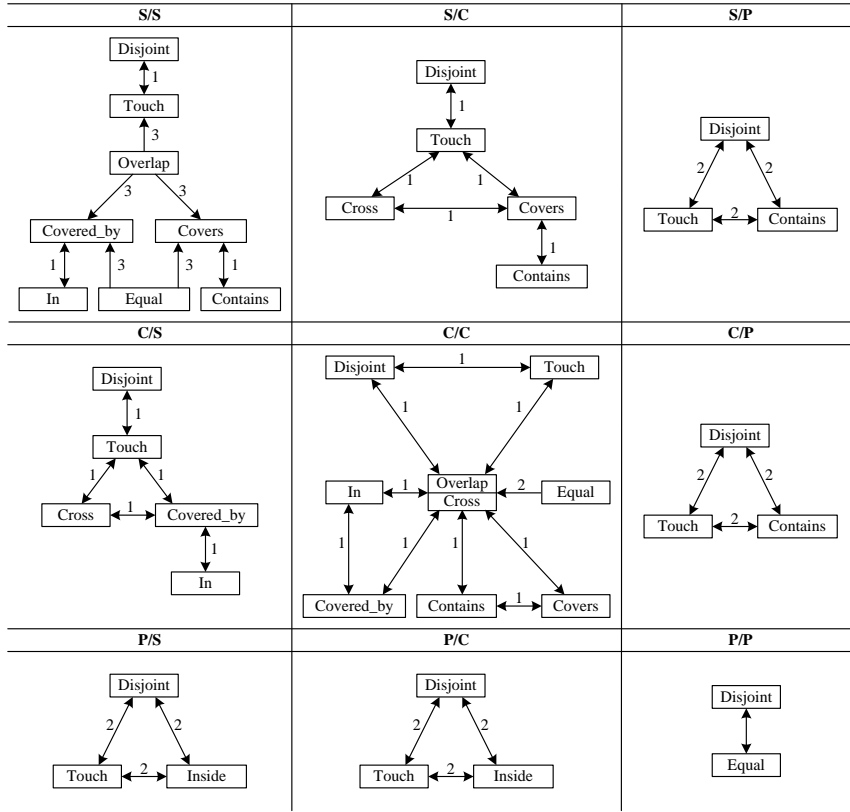 S/S
S/C
S/P
Disjoint
1
Touch
3
Overlap
3
3
Covered_by
Covers
1
3
3
1
In
Equal
Contains
Disjoint
1
Touch
1
1
Cross
1
Covers
1
Contains
Disjoint
2
2
Touch
2
Contains
C/S
C/C
C/P
Disjoint
1
Touch
1
1
Cross
1
Covered_by
1
In
Disjoint
1
Touch
1
1
In
1
Overlap
Cross
2
Equal
1
1
1
1
Covered_by
Contains
1
Covers
Disjoint
2
2
Touch
2
Contains
P/S
P/C
P/P
Disjoint
2
2
Touch
2
Inside
Disjoint
2
2
Touch
2
Inside
Disjoint
Equal